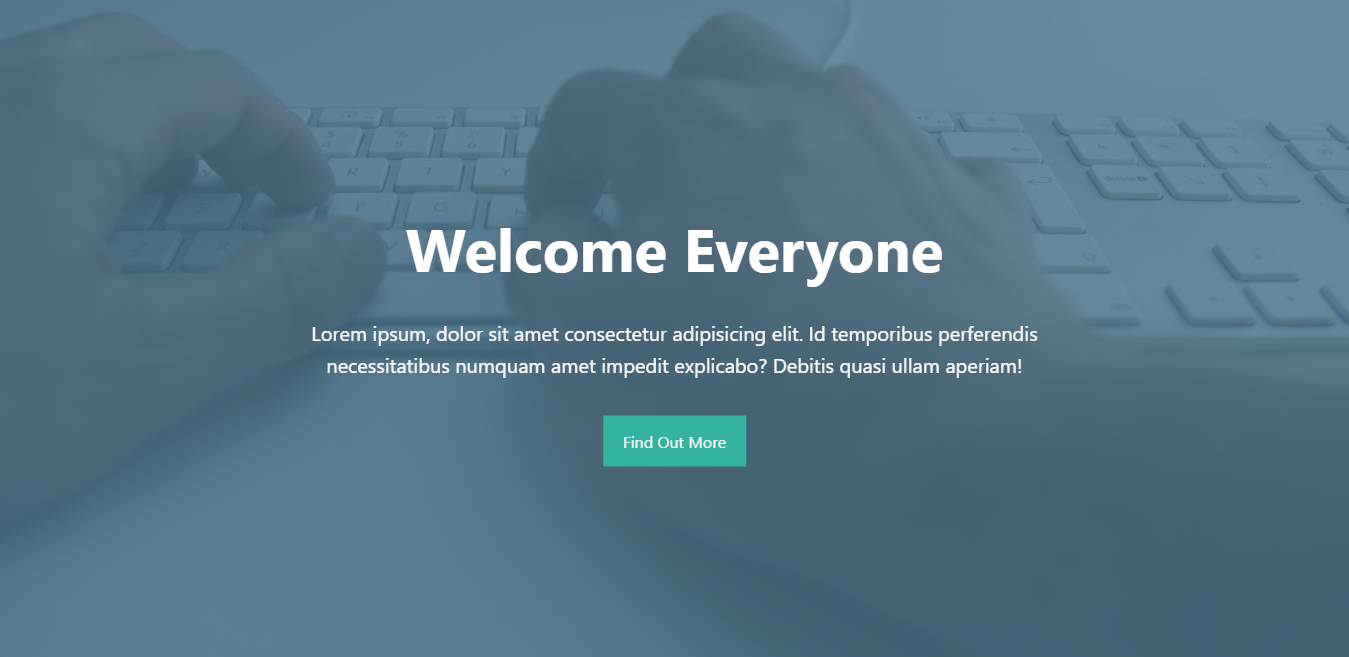 Welcome Everyone
Lorem ipsum, dolor sit amet consectetur adipisicing elit. Id temporibus perferendis
necessitatibus numquam amet impedit explicabo? Debitis quasi ullam aperiam!
Find Out More